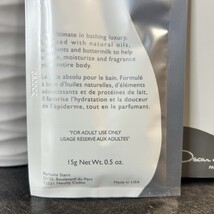 ultimate in bathing luxury.
with natural oils,
and buttermilk to help
moisturize and fragrance
entire body.
absolu pour le bain. Formulé
à base d'huiles naturelles, d'éléments
adoucissants et de protéines de lait,
favorise l'hydratation et la douceur
de l'épiderme, tout en le parfumant.
"FOR ADULT USE ONLY
USAGE RÉSERVÉ AUX ADULTES"
15g Net Wt. 0.5 oz.
Made in USA
Oscar